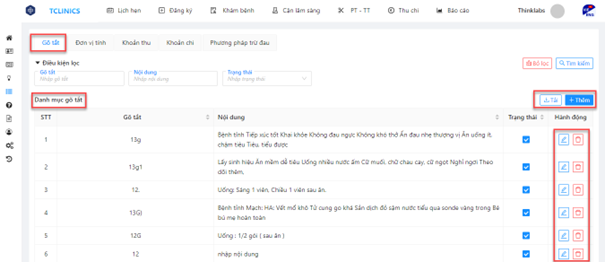 TCLINICS
Lịch hẹn
Đăng ký
Khám bệnh
Cận lâm sàng
PT - TT
Thu chi
Báo cáo
Thinklabs
Gõ tắt
Đơn vị tính
Khoản thu
Khoản chi
Phương pháp trừ đau
Điều kiện lọc
Bỏ lọc
Tìm kiếm
Gõ tắt
Nội dung
Trạng thái
Nhập gõ tắt
Nhập nội dung
Nhập trạng thái
Danh mục gõ tắt
Tải
+ Thêm
STT
Gõ tắt
Nội dung
Trạng thái
Hành động
1
13g
Bệnh tỉnh Tiếp xúc tốt Khai khỏe Không đau ngực Không khó thở Ấn đau nhẹ thượng vị Ăn uống ít,
chậm tiêu Tiêu, tiểu được
2
13g1
Lấy sinh hiệu Ăn mềm dễ tiêu Uống nhiều nước ấm Cữ muối, chữ chau cay, cữ ngọt Nghỉ ngơi Theo
dõi thêm,
3
12.
Uống: Sáng 1 viên, Chiều 1 viên sau ăn.
4
13G)
Bệnh tỉnh Mạch: HA: Vết mổ khô Tử cung go khá Sản dịch đỏ sậm nước tiểu qua sonde vàng trong Bé
bú mẹ hoàn toàn
5
12G
Uống : 1/2 gói ( sau ăn )
6
12
nhập nội dung